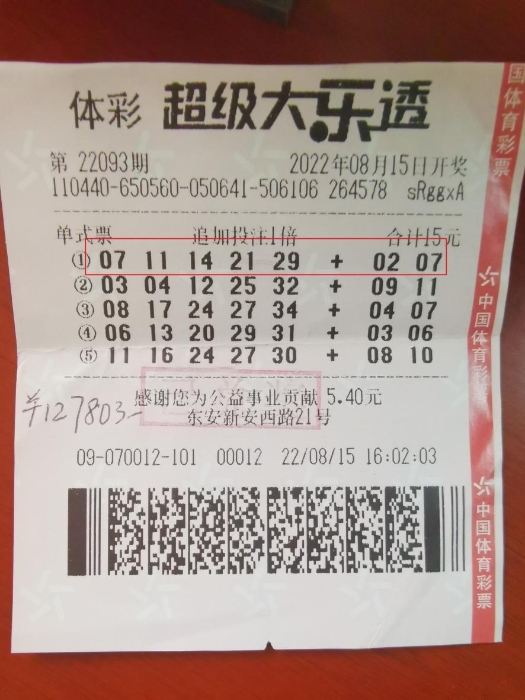 体彩 超级大乐透
第 22093期 2022年08月15日开奖
110440-650560-050641-506106 264578 sRggxA
单式票 追加投注1倍 合计15元
① 07 11 14 21 29 + 02 07
② 03 04 12 25 32 + 09 11
③ 08 17 24 27 34 + 04 07
④ 06 13 20 29 31 + 03 06
⑤ 11 16 24 27 30 + 08 10
感谢您为公益事业贡献 5.40元
东安新安西路21号
¥127803-
09-070012-101 00012 22/08/15 16:02:03
国体育彩票
中国体育彩
中国体育彩票